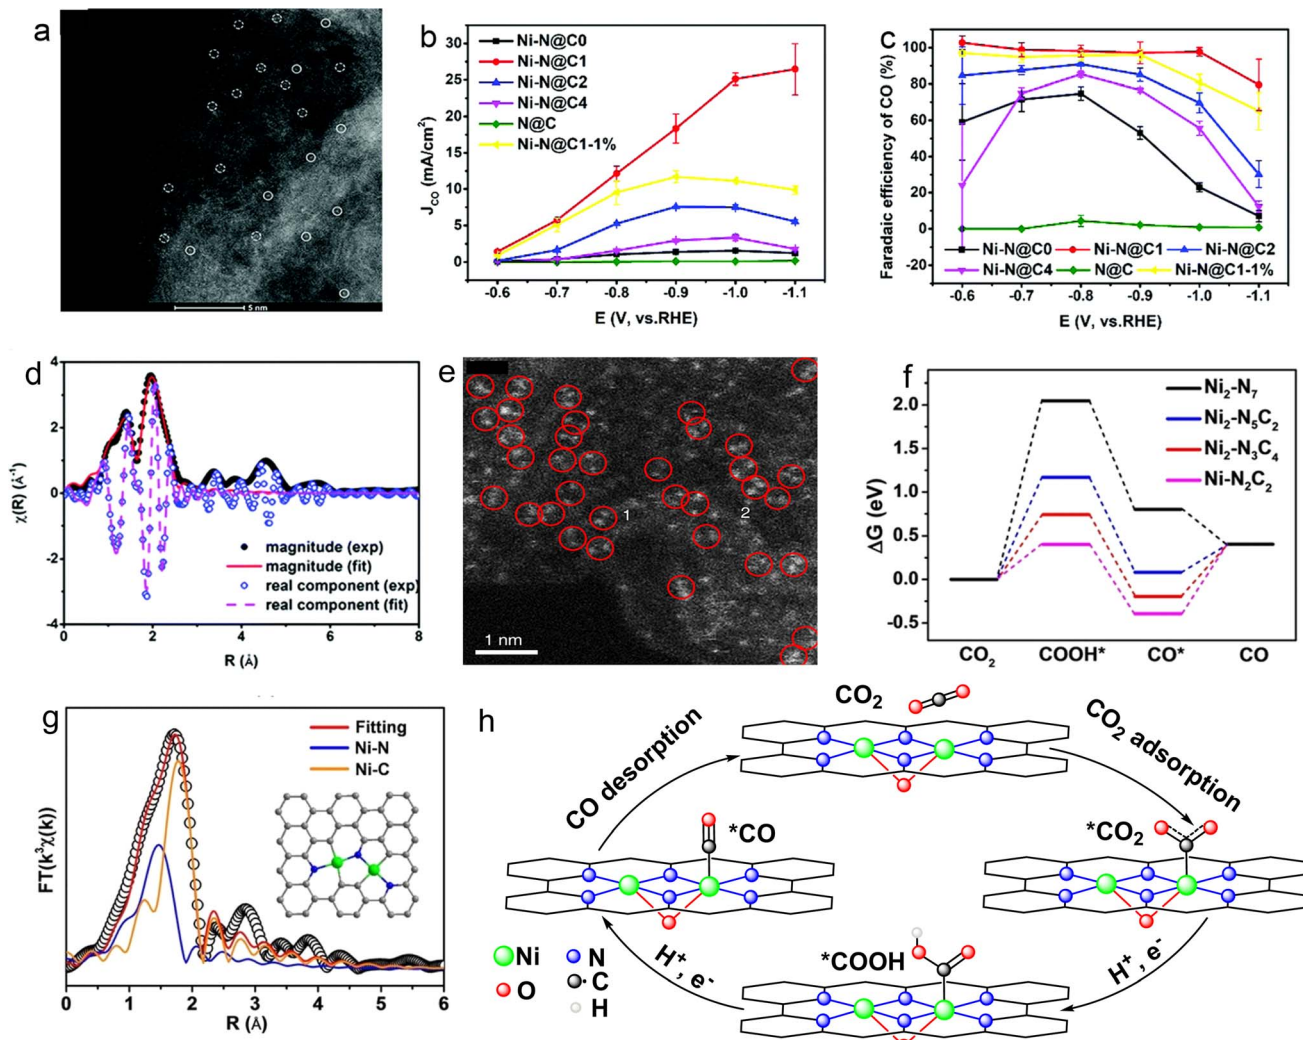 a
5 nm
b
Ni-N@C0
Ni-N@C1
Ni-N@C2
Ni-N@C4
N@C
Ni-N@C1-1%
J_CO (mA/cm²)
30
25
20
15
10
5
0
-0.6 -0.7 -0.8 -0.9 -1.0 -1.1
E (V, vs.RHE)
C
Faradaic efficiency of CO (%)
100
80
60
40
20
0
-20
Ni-N@C0 Ni-N@C1 Ni-N@C2
Ni-N@C4 N@C Ni-N@C1-1%
-0.6 -0.7 -0.8 -0.9 -1.0 -1.1
E (V, vs.RHE)
d
χ(R) (Å⁻¹)
4
2
0
-2
-4
magnitude (exp)
magnitude (fit)
real component (exp)
real component (fit)
0 2 4 6 8
R (Å)
e
1 2
1 nm
f
Ni₂-N₇
Ni₂-N₅C₂
Ni₂-N₃C₄
Ni-N₂C₂
ΔG (eV)
2.0
1.5
1.0
0.5
0.0
-0.5
CO₂ COOH* CO* CO
g
Fitting
Ni-N
Ni-C
FT(k³χ(k))
0 1 2 3 4 5 6
R (Å)
h
CO₂
CO desorption
CO₂ adsorption
*CO
*CO₂
*COOH
H⁺, e⁻
H⁺, e⁻
Ni N
O C
H